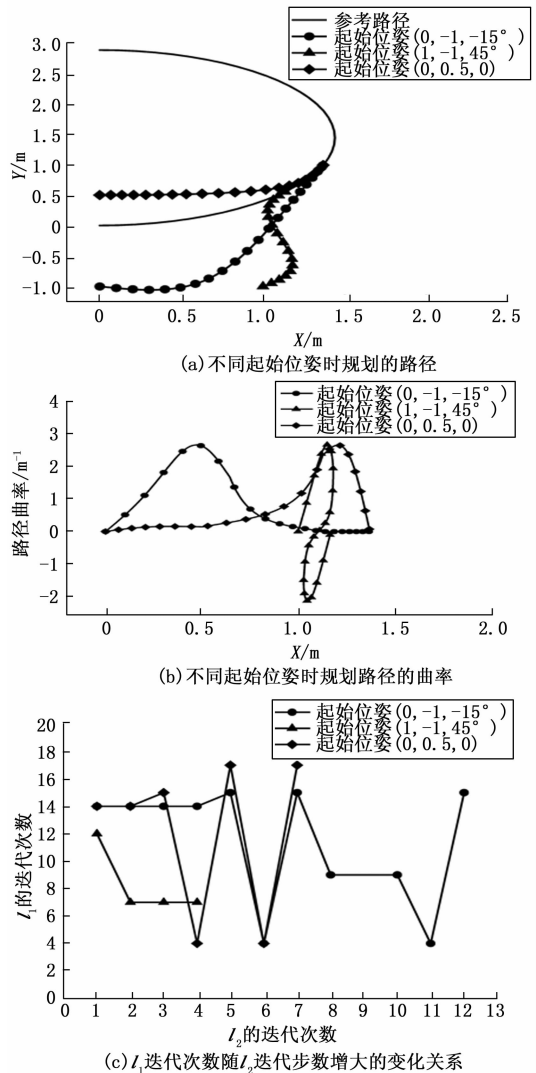 参考路径
起始位姿(0,-1,-15°)
起始位姿(1,-1,45°)
起始位姿(0,0.5,0)
3.0
2.5
2.0
1.5
1.0
0.5
0
-0.5
-1.0
Y/m
0 0.5 1.0 1.5 2.0 2.5
X/m
(a)不同起始位姿时规划的路径
起始位姿(0,-1,-15°)
起始位姿(1,-1,45°)
起始位姿(0,0.5,0)
4
3
2
1
0
-1
-2
路径曲率/m⁻¹
0 0.5 1.0 1.5 2.0
X/m
(b)不同起始位姿时规划路径的曲率
起始位姿(0,-1,-15°)
起始位姿(1,-1,45°)
起始位姿(0,0.5,0)
20
18
16
14
12
10
8
6
4
2
0
l₁的迭代次数
0 1 2 3 4 5 6 7 8 9 10 11 12 13
l₂的迭代次数
(c)l₁迭代次数随l₂迭代步数增大的变化关系